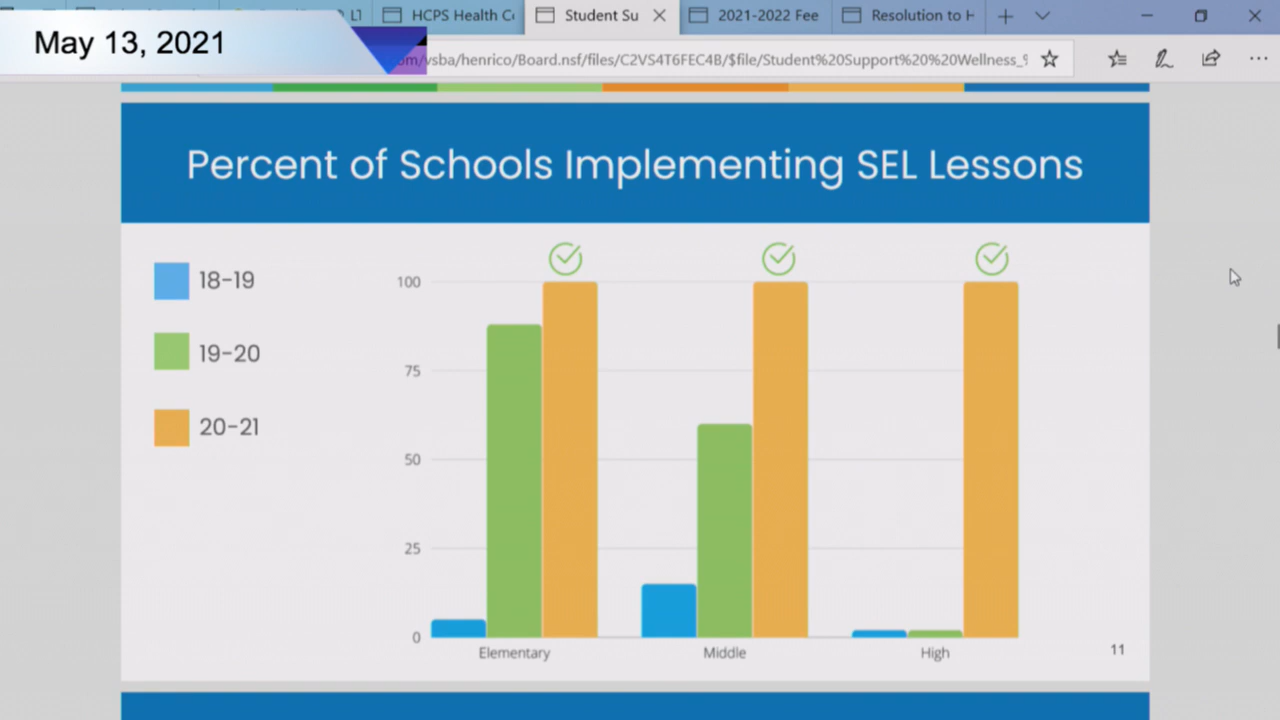 HCPS Health C
Student Su
2021-2022 Fee
Resolution to H
May 13, 2021
om/vsba/henrico/Board.nsf/files/C2VS4T6FEC4B/$file/Student%20Support%20%20Wellness_%
Percent of Schools Implementing SEL Lessons
18-19
19-20
20-21
100
75
50
25
0
Elementary
Middle
High
11